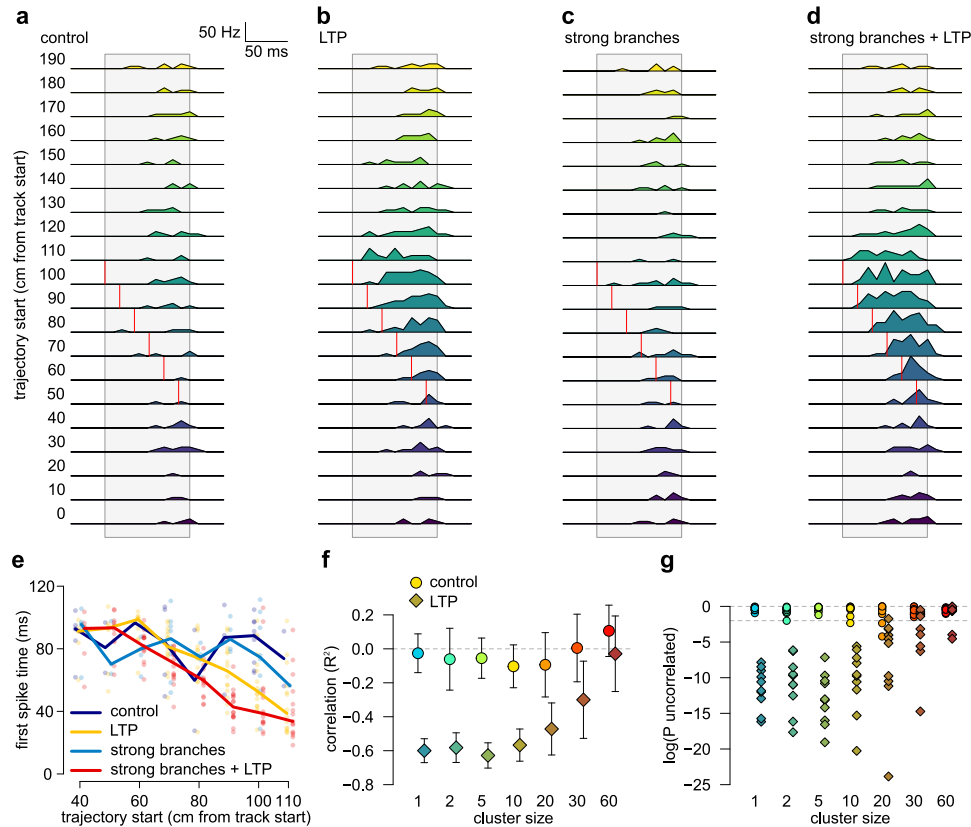 a
b
c
d
control
50 Hz
50 ms
LTP
strong branches
strong branches + LTP
trajectory start (cm from track start)
190
180
170
160
150
140
130
120
110
100
90
80
70
60
50
40
30
20
10
0
e
first spike time (ms)
120
80
40
0
control
LTP
strong branches
strong branches + LTP
40
60
80
100
110
trajectory start (cm from track start)
f
control
LTP
correlation (R²)
0.2
0.0
−0.2
−0.4
−0.6
−0.8
1
2
5
10
20
30
60
cluster size
g
log(P uncorrelated)
0
−5
−10
−15
−20
−25
1
2
5
10
20
30
60
cluster size